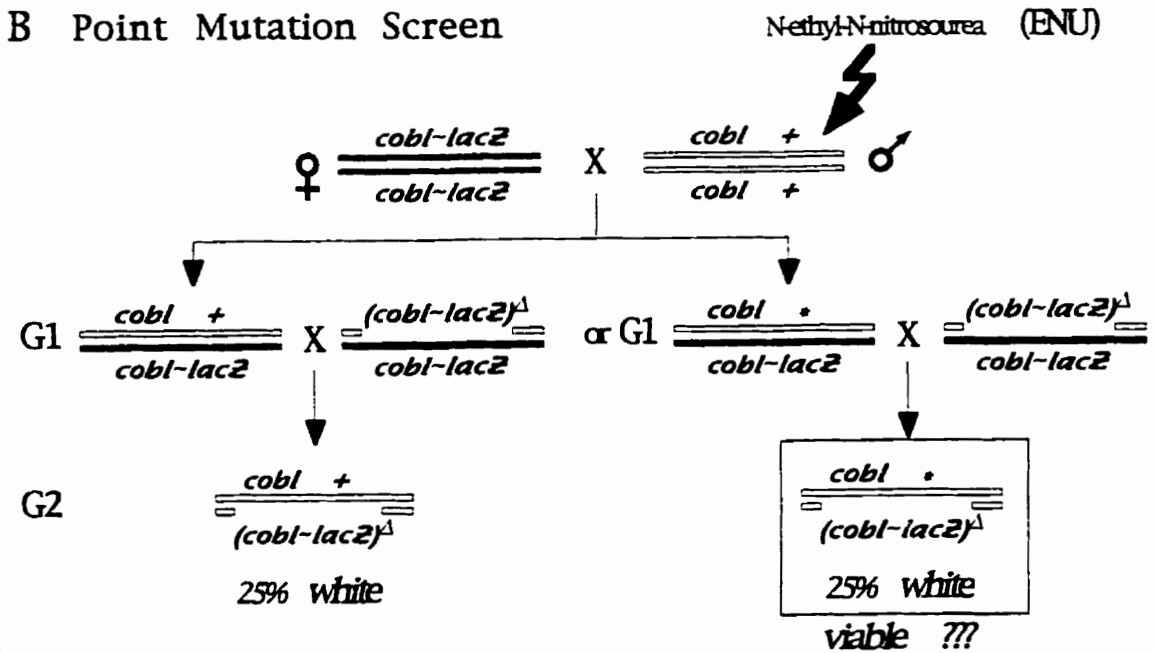 B Point Mutation Screen
N-ethyl-N-nitrosourea (ENU)
cobl-lacZ
cobl +
♀ X ♂
cobl-lacZ
cobl +
cobl +
(cobl-lacZ)Δ
cobl *
(cobl-lacZ)Δ
G1 X or G1 X
cobl-lacZ
cobl-lacZ
cobl-lacZ
cobl-lacZ
cobl +
cobl *
G2
(cobl-lacZ)Δ
(cobl-lacZ)Δ
25% white
25% white
viable ???